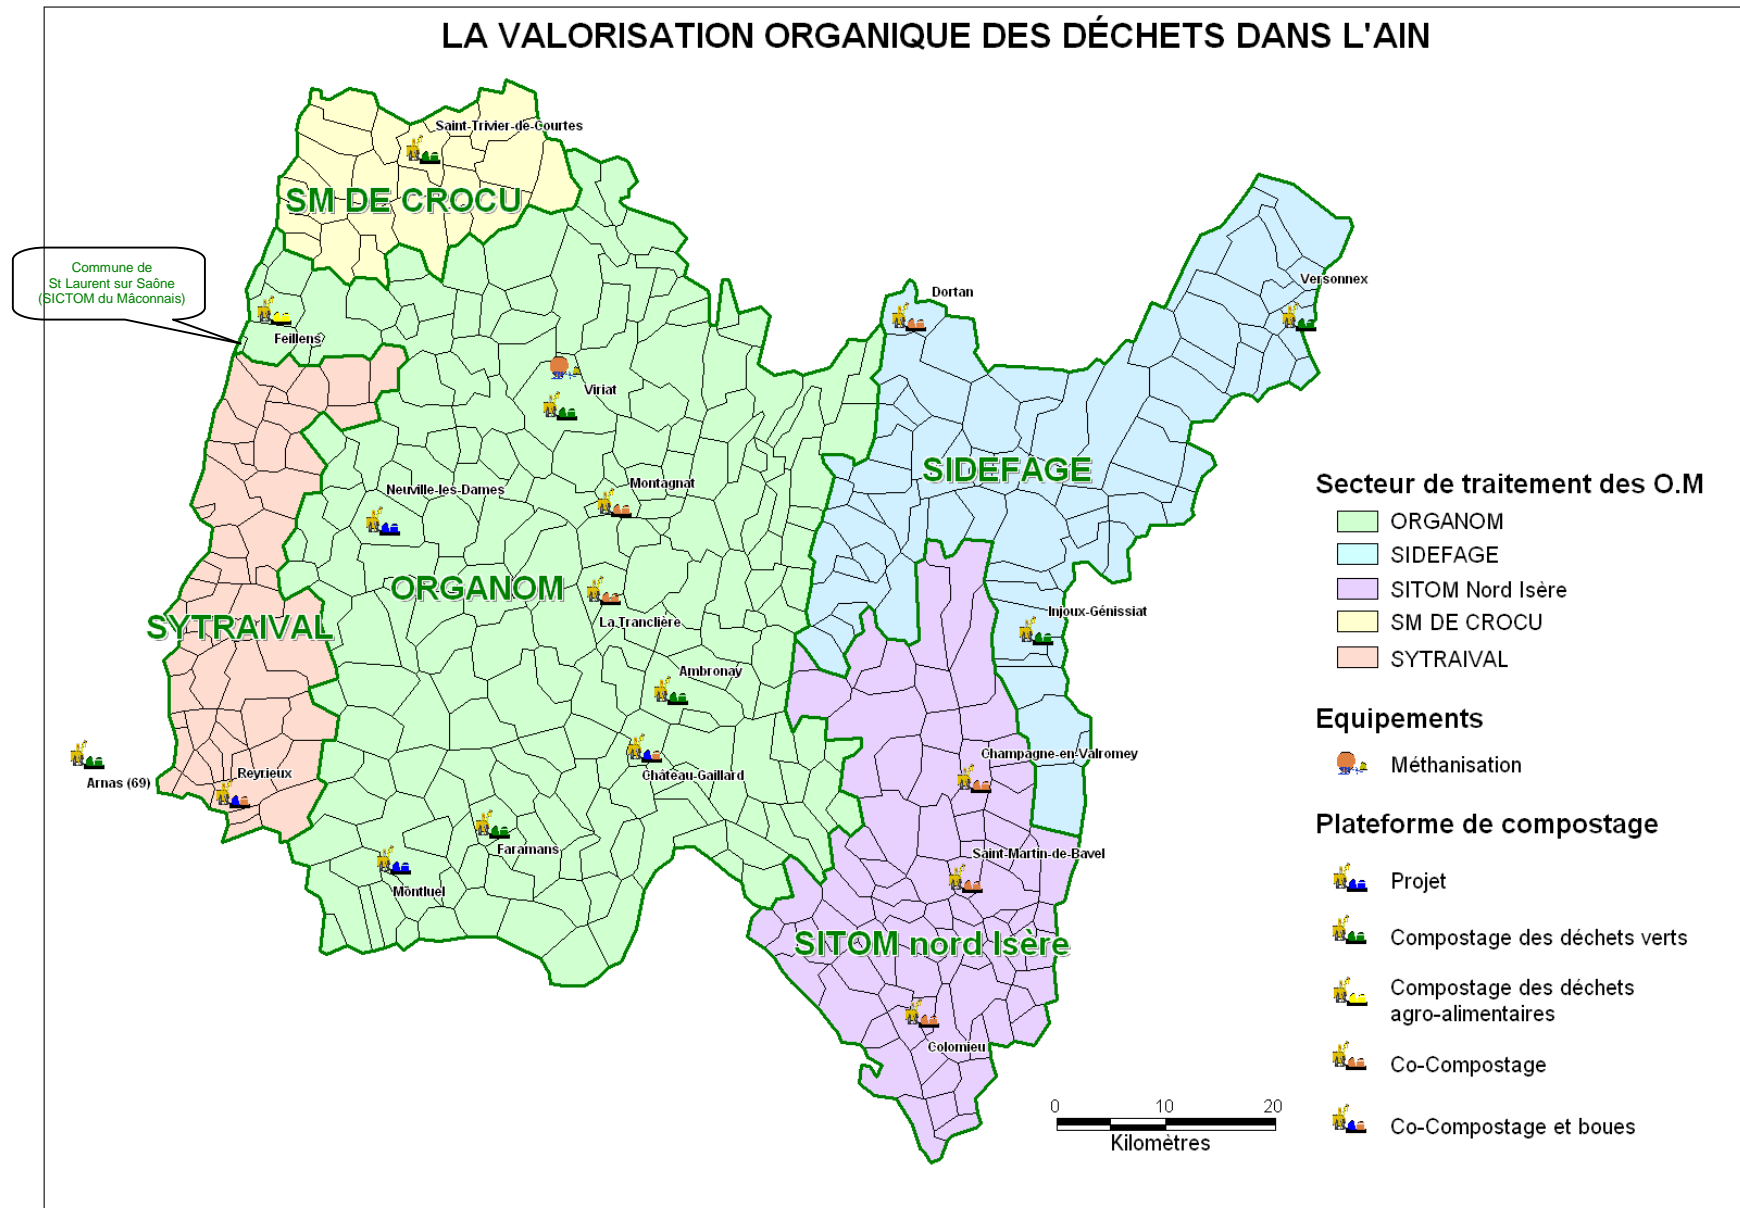 LA VALORISATION ORGANIQUE DES DÉCHETS DANS L'AIN
Saint-Trivier-de-Courtes
SM DE CROCU
Commune de
St Laurent sur Saône
(SICTOM du Mâconnais)
Feillens
Dortan
Versonnex
Viriat
SIDEFAGE
Neuville-les-Dames
Montagnat
ORGANOM
La Tranclière
SYTRAIVAL
Injoux-Génissiat
Ambronay
Champagne-en-Valromey
Château-Gaillard
Arnas (69)
Reyrieux
Faramans
Saint-Martin-de-Bavel
Montluel
SITOM nord Isère
Colomieu
Secteur de traitement des O.M
ORGANOM
SIDEFAGE
SITOM Nord Isère
SM DE CROCU
SYTRAIVAL
Equipements
Méthanisation
Plateforme de compostage
Projet
Compostage des déchets verts
Compostage des déchets
agro-alimentaires
Co-Compostage
Co-Compostage et boues
0 10 20
Kilomètres